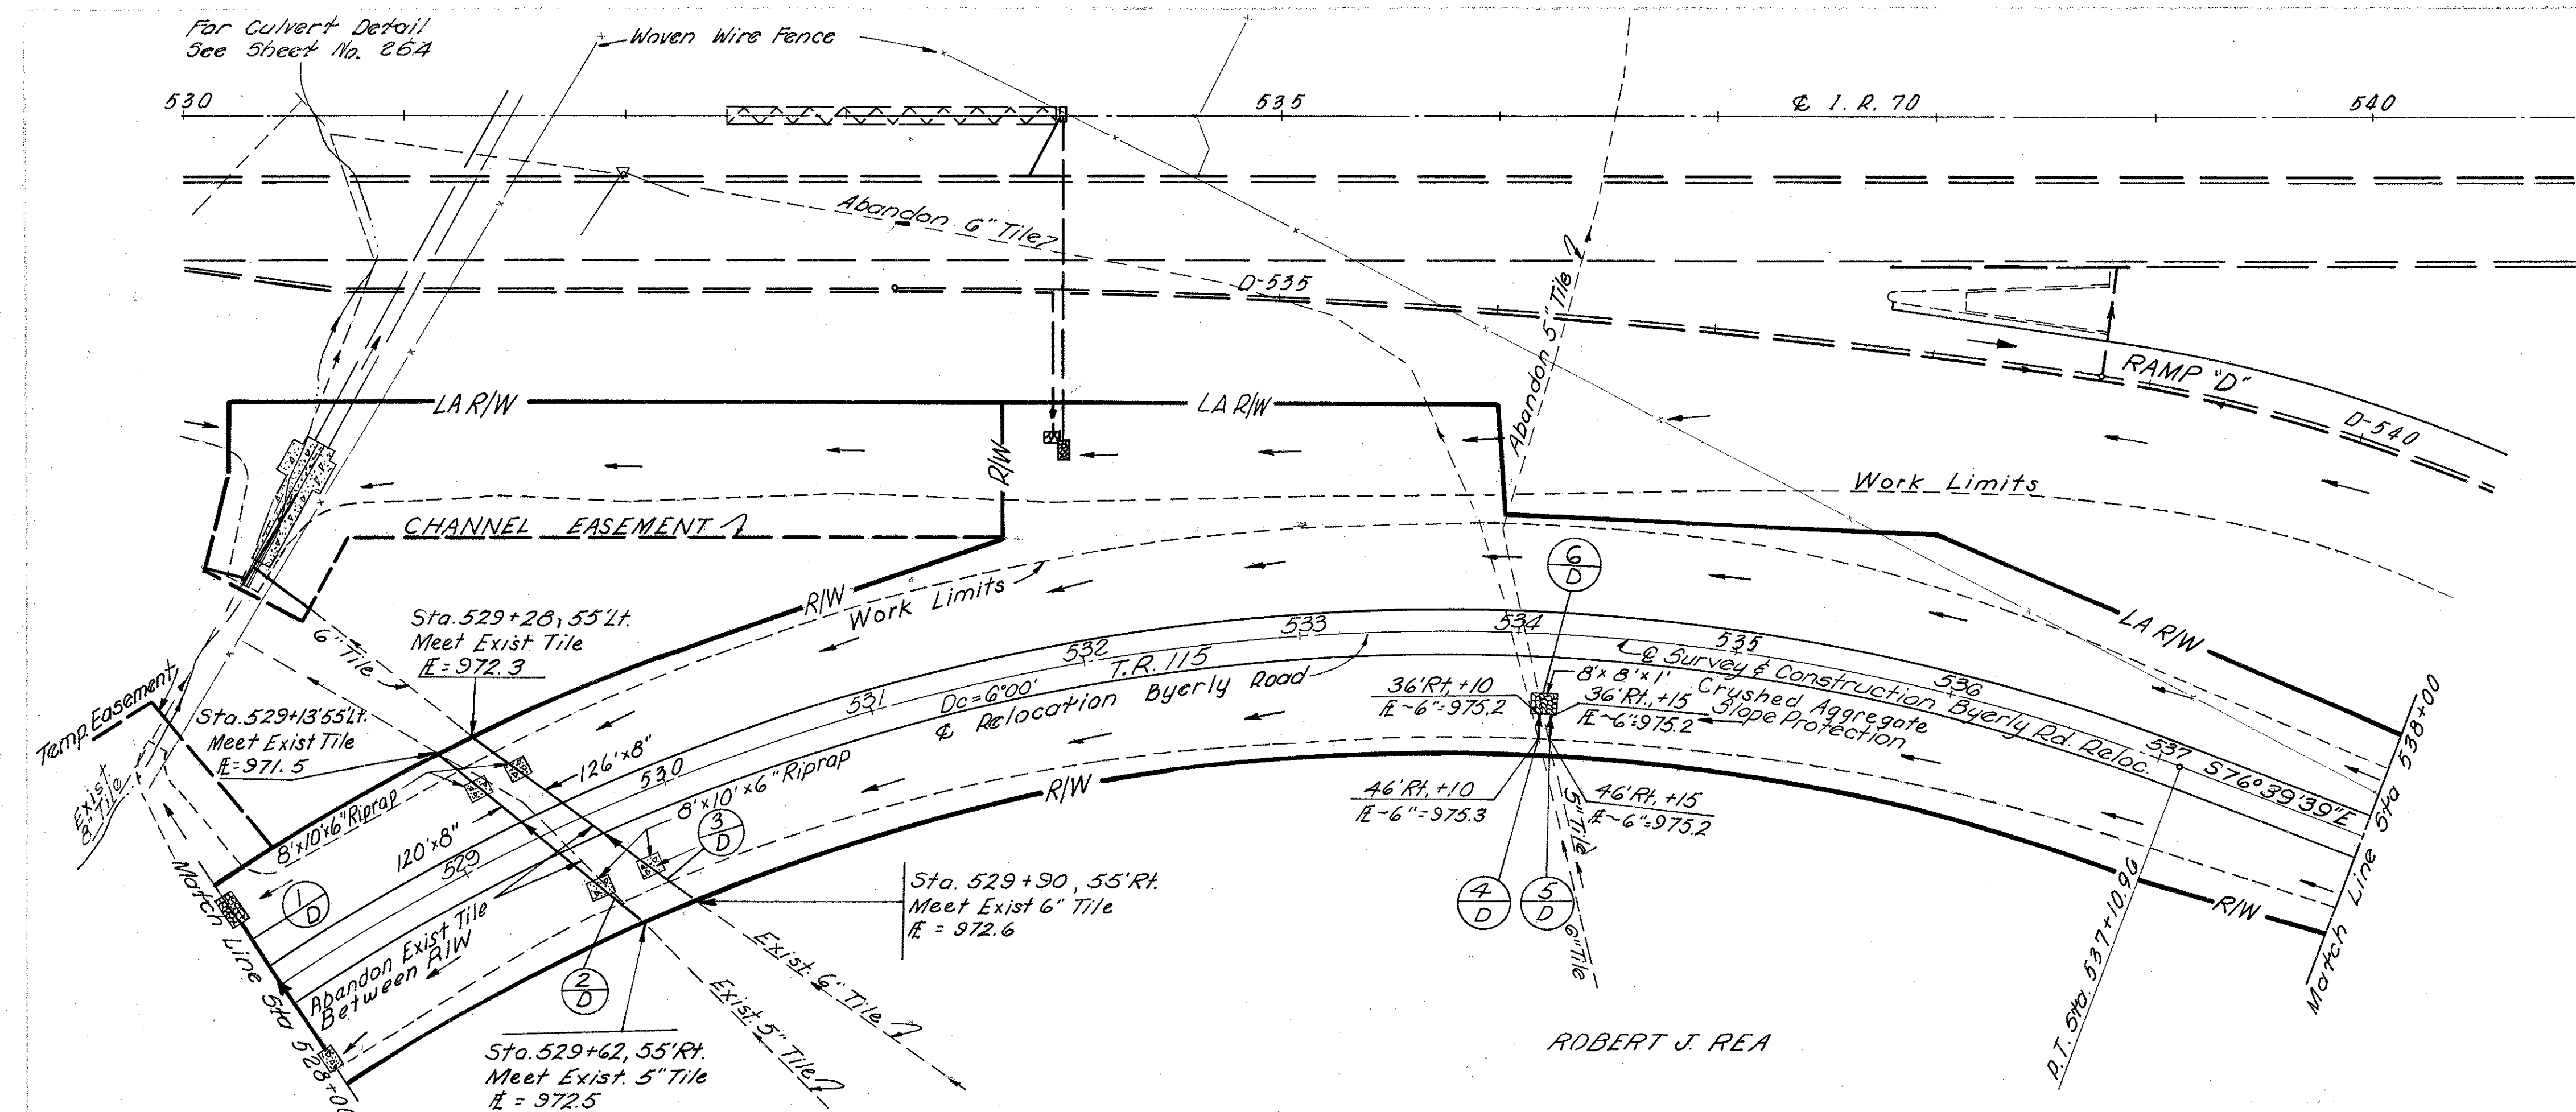 For Culvert Detail
See Sheet No. 264
Woven Wire Fence
530
535
℄ I.R. 70
540
Abandon 6" Tile
D-535
Abandon 5" Tile
RAMP "D"
D-540
LA R/W
LA R/W
R/W
Work Limits
CHANNEL EASEMENT
R/W
Work Limits
LA R/W
6" Tile
Sta. 529+28, 55' Lt.
Meet Exist Tile
FL = 972.3
Temp. Easement
Sta. 529+13 55' Lt.
Meet Exist Tile
FL = 971.5
Exist.
8" Tile
6
D
529
530
531
532
533
534
535
536
537
T.R. 115
Dc = 6°00'
℄ Relocation Byerly Road
℄ Survey & Construction Byerly Rd. Reloc.
S 76° 39' 39" E
8' x 8' x 1' Crushed Aggregate
Slope Protection
36' Rt, +10
FL ~ 6" = 975.2
36' Rt., +15
FL ~ 6" = 975.2
46' Rt, +10
FL ~ 6" = 975.3
46' Rt, +15
FL ~ 6" = 975.2
126' x 8"
8' x 10' x 6" Riprap
8' x 10' x 6" Riprap
120' x 8"
3
D
1
D
2
D
4
D
5
D
5" Tile
6" Tile
R/W
R/W
Abandon Exist Tile
Between R/W
Match Line Sta 528+00
Match Line Sta 538+00
P.T. Sta. 537+10.96
Sta. 529+90, 55' Rt.
Meet Exist 6" Tile
FL = 972.6
Exist. 6" Tile
Exist. 5" Tile
Sta. 529+62, 55' Rt.
Meet Exist. 5" Tile
FL = 972.5
ROBERT J. REA